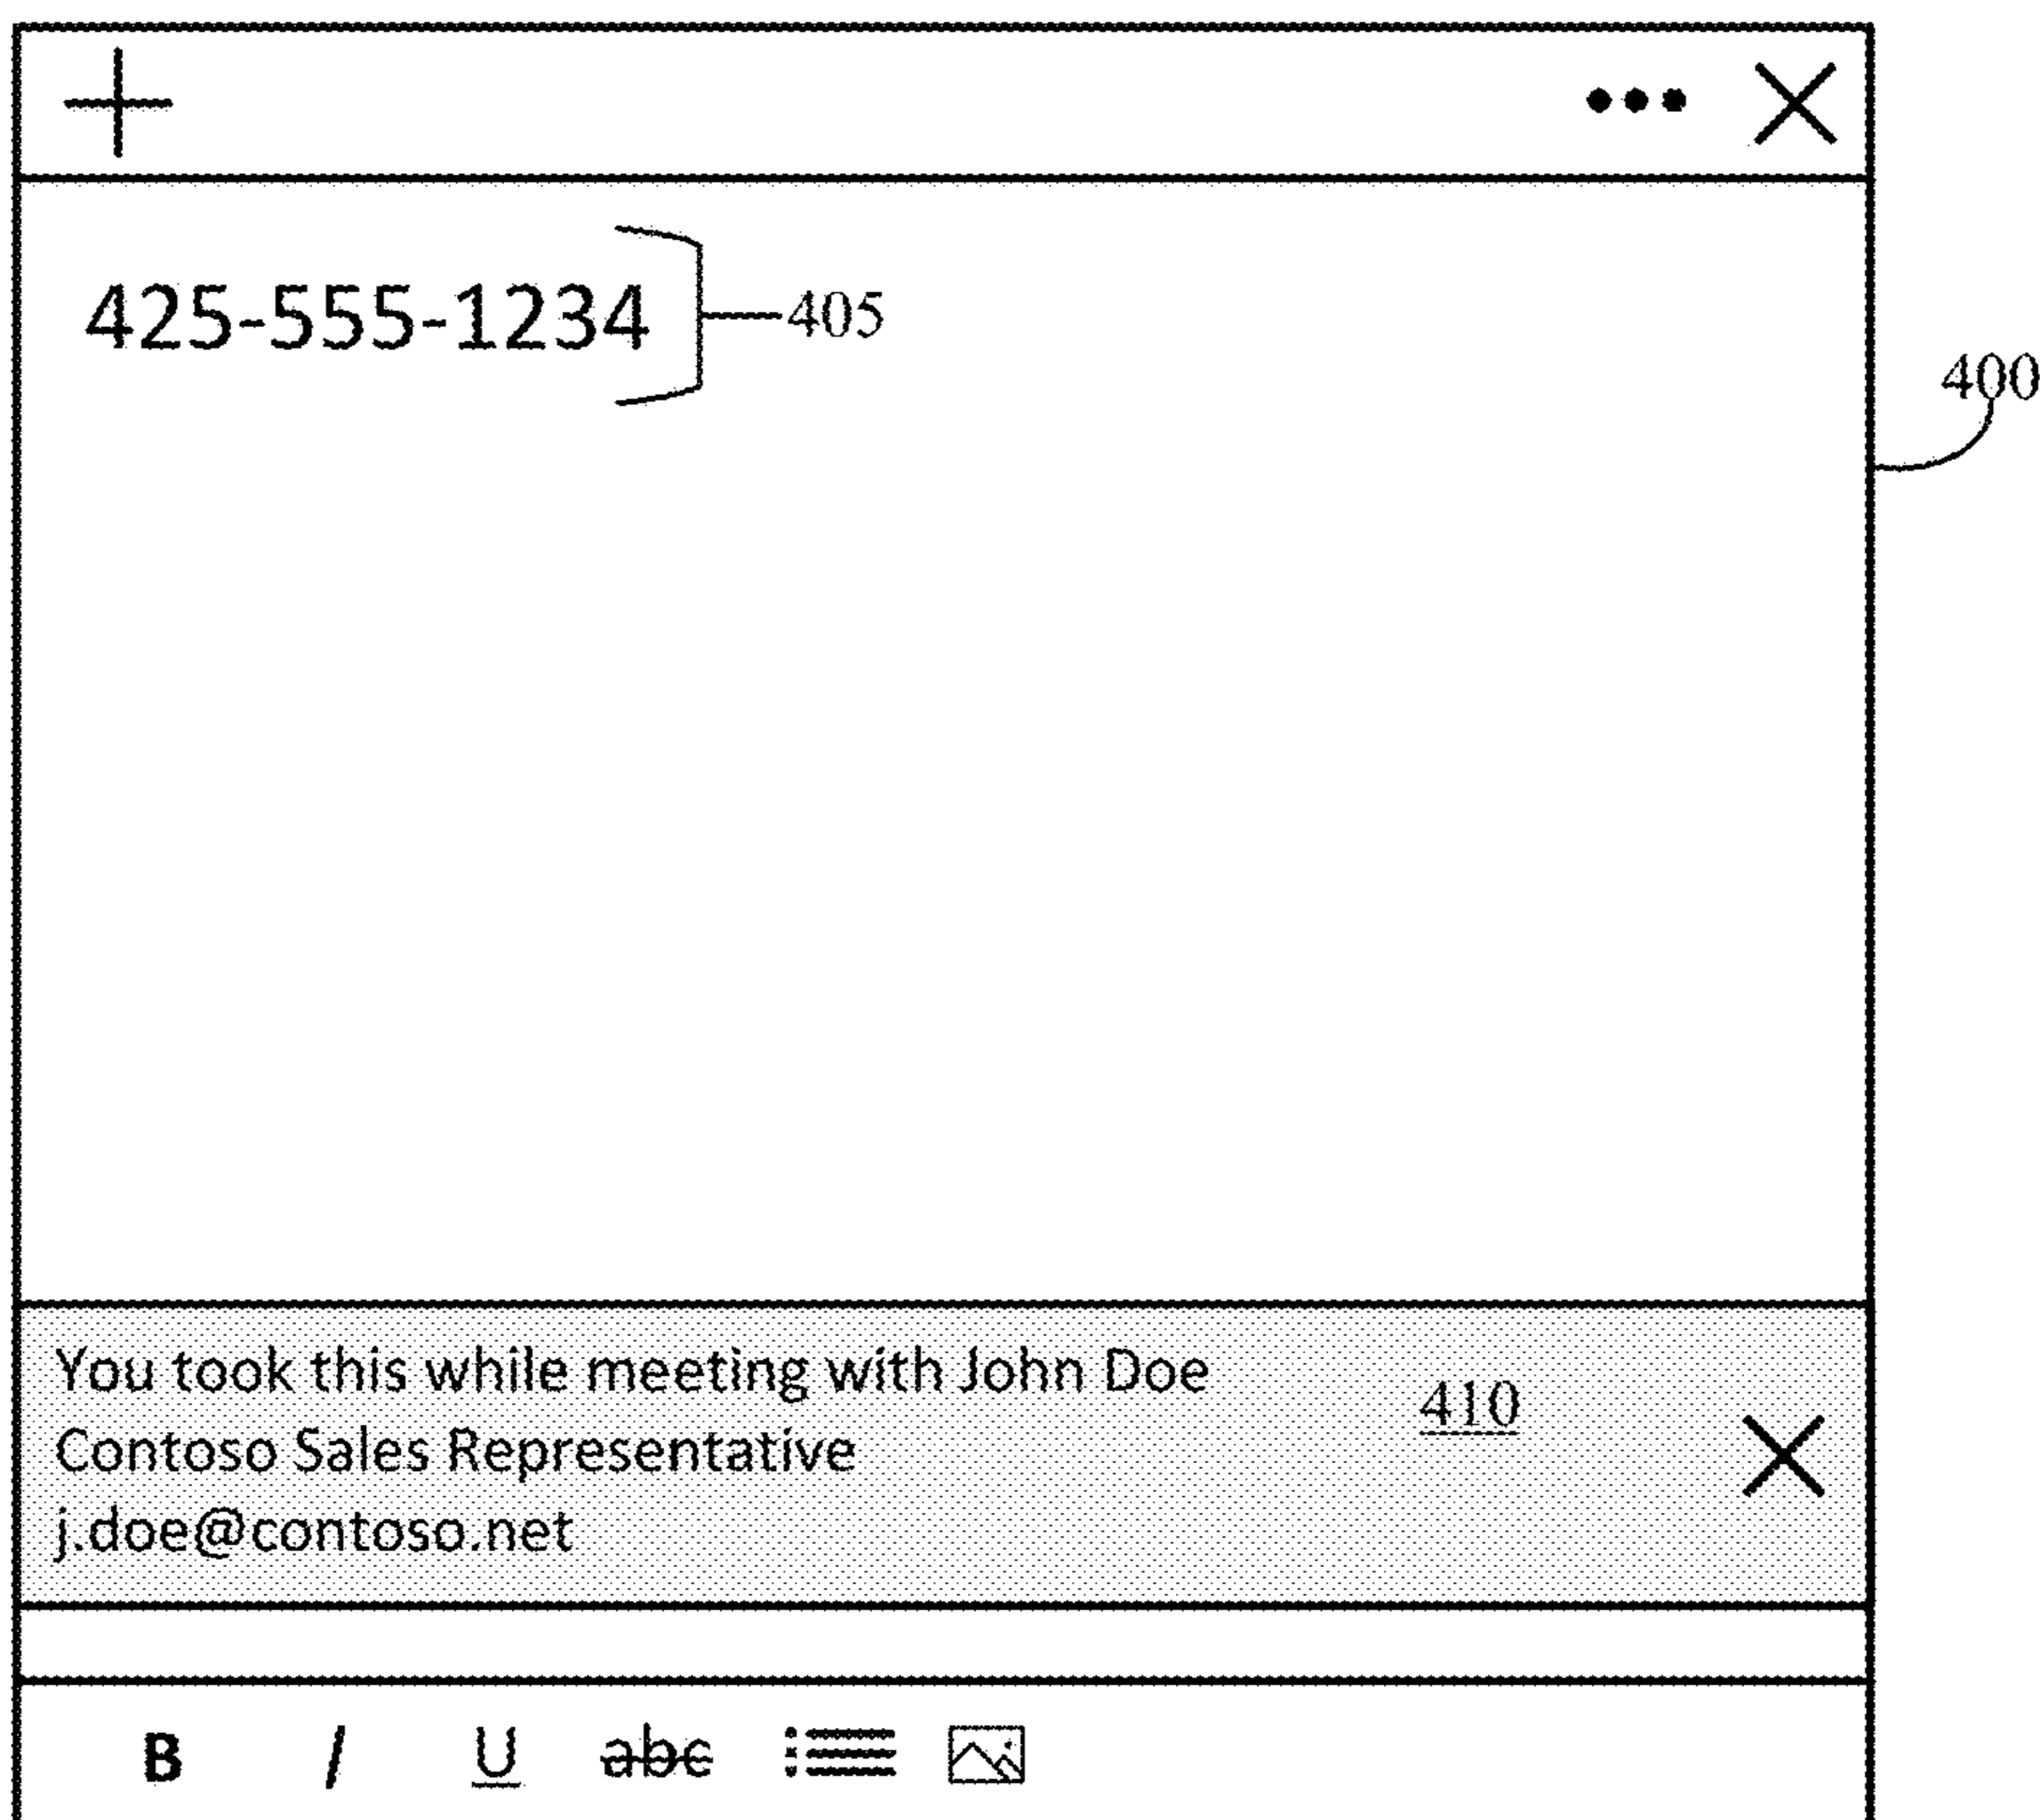 425-555-1234
405
400
You took this while meeting with John Doe
410
Contoso Sales Representative
j.doe@contoso.net
B I U abc